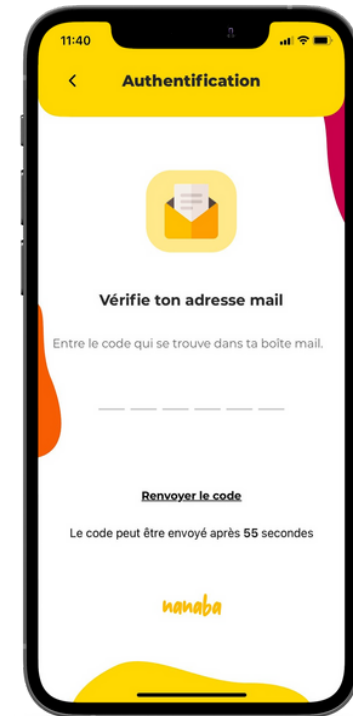 11:40
Authentification
Vérifie ton adresse mail
Entre le code qui se trouve dans ta boîte mail.
Renvoyer le code
Le code peut être envoyé après 55 secondes
nanaba